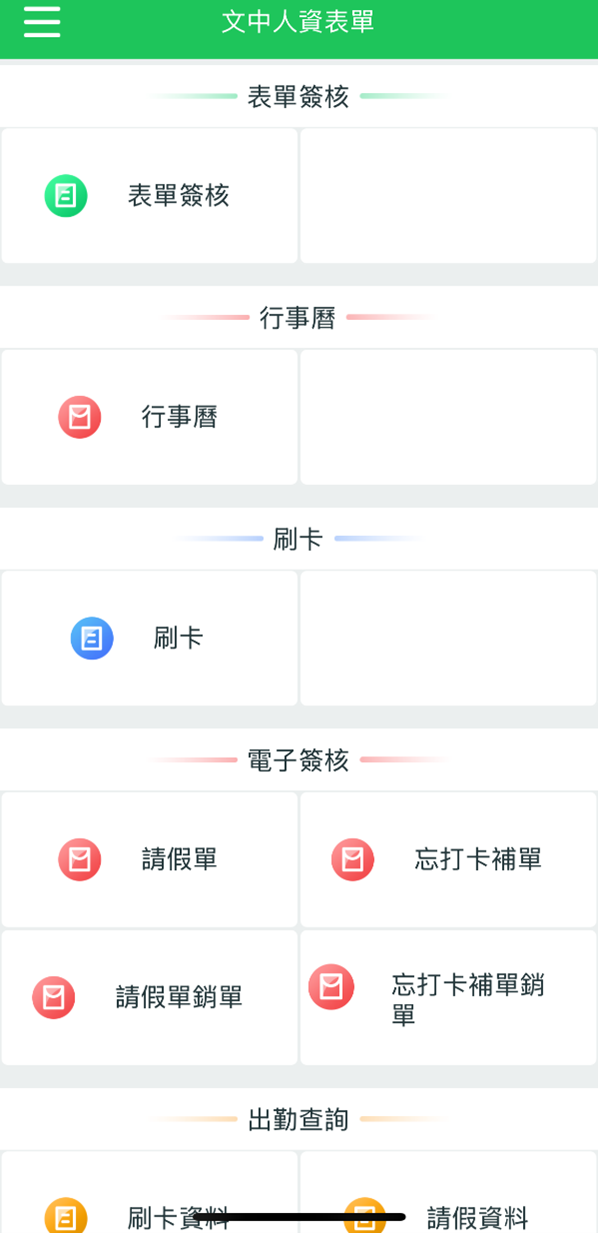 文中人資表單
表單簽核
表單簽核
行事曆
行事曆
刷卡
刷卡
電子簽核
請假單
忘打卡補單
請假單銷單
忘打卡補單銷
單
出勤查詢
刷卡資料
請假資料